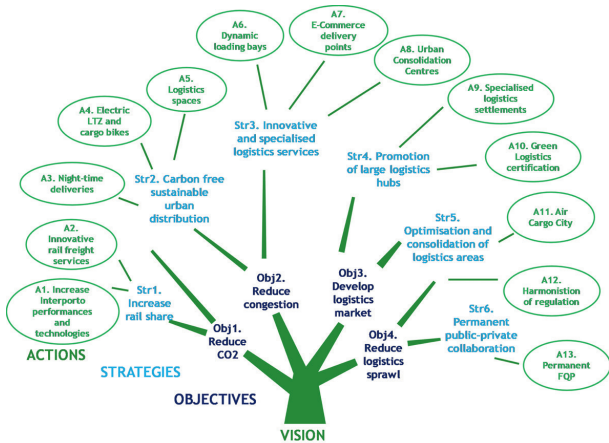 A6.
Dynamic
loading bays
A7.
E-Commerce
delivery
points
A8. Urban
Consolidation
Centres
A5.
Logistics
spaces
A9. Specialised
logistics
settlements
A4. Electric
LTZ and
cargo bikes
Str3. Innovative
and specialised
logistics services
Str4. Promotion
of large logistics
hubs
A10. Green
Logistics
certification
A3. Night-time
deliveries
Str2. Carbon free
sustainable
urban
distribution
Str5.
Optimisation and
consolidation of
logistics areas
A11. Air
Cargo City
A2.
Innovative
rail freight
services
Obj2.
Reduce
congestion
Obj3.
Develop
logistics
market
A12.
Harmonistion
of regulation
A1. Increase
Interporto
performances
and
technologies
Str1.
Increase
rail share
Obj1.
Reduce
CO2
Obj4.
Reduce
logistics
sprawl
Str6.
Permanent
public-private
collaboration
A13.
Permanent
FQP
ACTIONS
STRATEGIES
OBJECTIVES
VISION